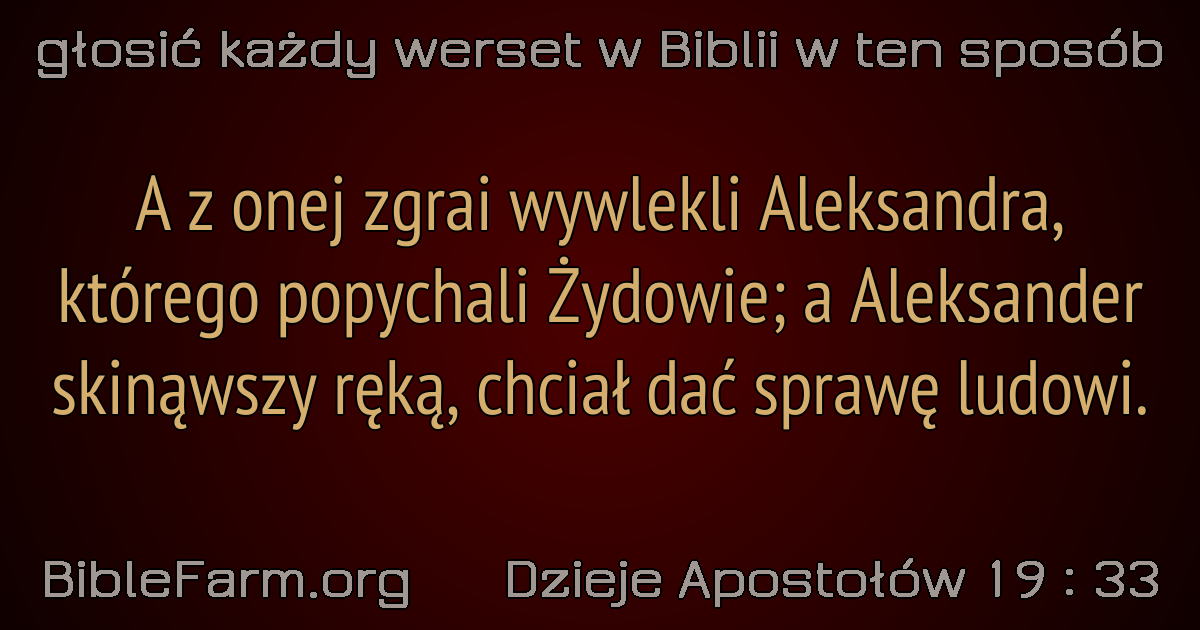 głosić każdy werset w Biblii w ten sposób
A z onej zgrai wywlekli Aleksandra,
którego popychali Żydowie; a Aleksander
skinąwszy ręką, chciał dać sprawę ludowi.
BibleFarm.org Dzieje Apostołów 19 : 33